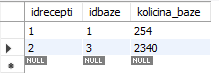 idrecepti idbaze kolicina_baze
1 1 254
2 3 2340
NULL NULL NULL